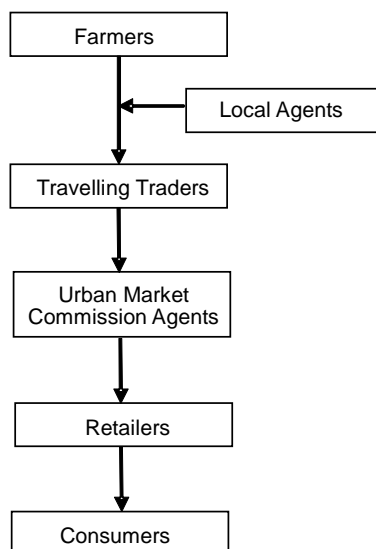 Farmers
Local Agents
Travelling Traders
Urban Market
Commission Agents
Retailers
Consumers